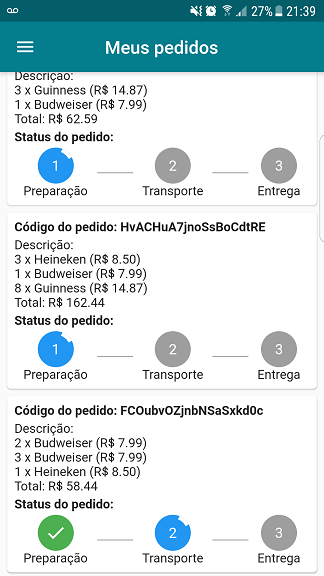 27% 21:39
Meus pedidos
Descrição:
3 x Guinness (R$ 14.87)
1 x Budweiser (R$ 7.99)
Total: R$ 62.59
Status do pedido:
1 2 3
Preparação Transporte Entrega
Código do pedido: HvACHuA7jnoSsBoCdtRE
Descrição:
3 x Heineken (R$ 8.50)
1 x Budweiser (R$ 7.99)
8 x Guinness (R$ 14.87)
Total: R$ 162.44
Status do pedido:
1 2 3
Preparação Transporte Entrega
Código do pedido: FCOubvOZjnbNSaSxkd0c
Descrição:
2 x Budweiser (R$ 7.99)
3 x Budweiser (R$ 7.99)
1 x Heineken (R$ 8.50)
Total: R$ 58.44
Status do pedido:
2 3
Preparação Transporte Entrega